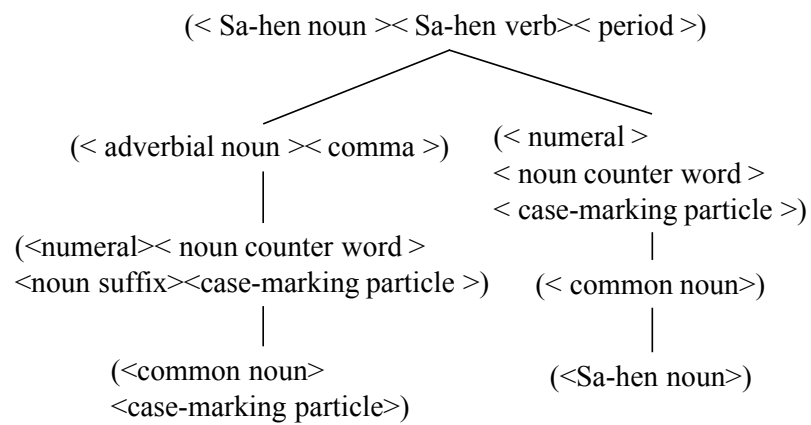 (< Sa-hen noun >< Sa-hen verb>< period >)
(< adverbial noun >< comma >)
(< numeral >
< noun counter word >
< case-marking particle >)
(<numeral>< noun counter word >
<noun suffix><case-marking particle >)
(< common noun>)
(<common noun>
<case-marking particle>)
(<Sa-hen noun>)